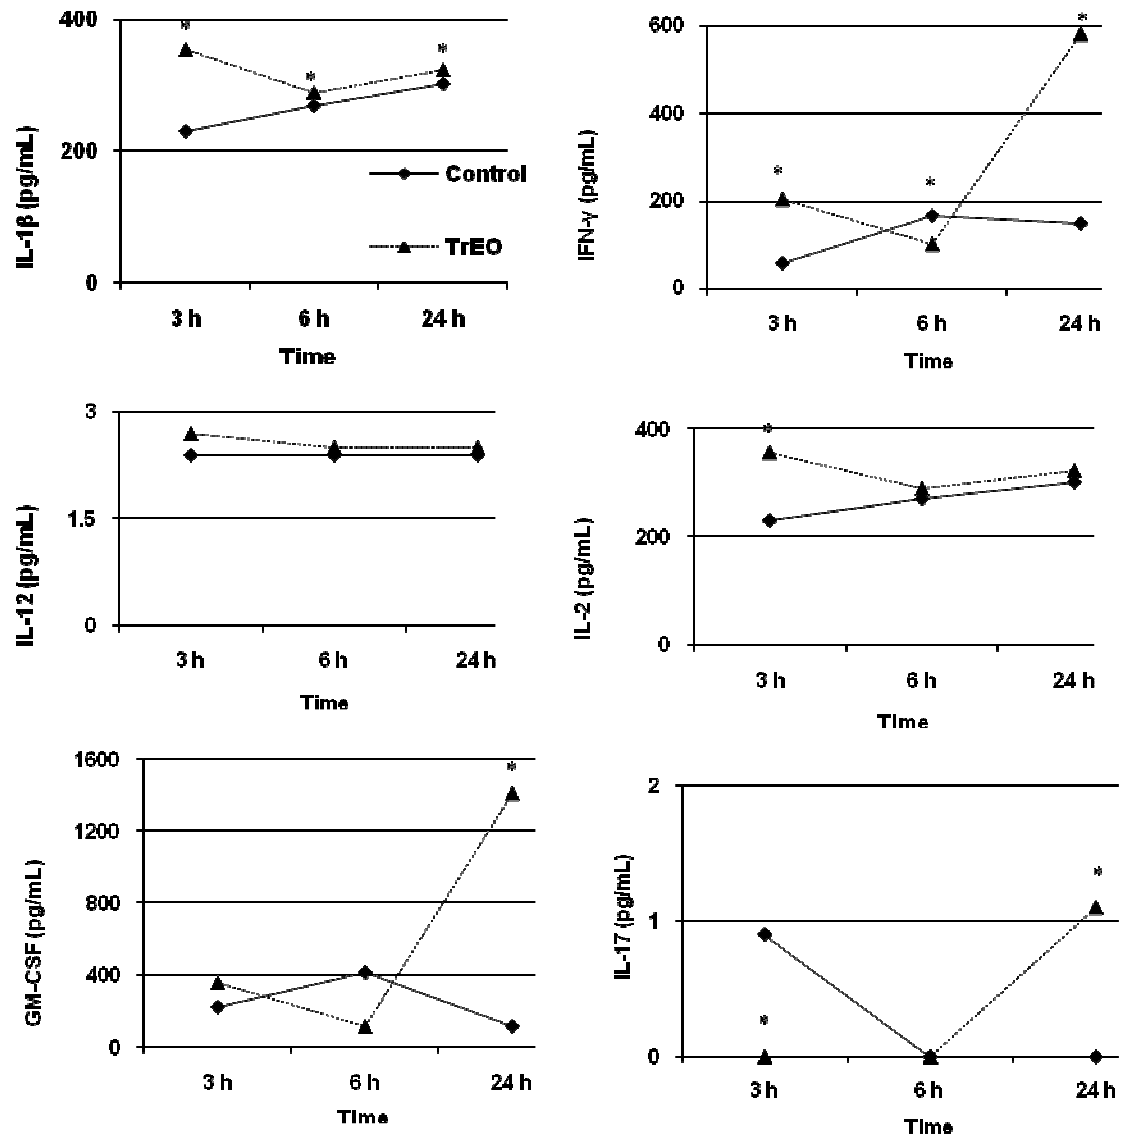 400
*
*
*
200
0
IL-1β (pg/mL)
Control
TrEO
3 h 6 h 24 h
Time
600
*
400
*
*
200
0
IFN-γ (pg/mL)
3 h 6 h 24 h
Time
3
1.5
0
IL-12 (pg/mL)
3 h 6 h 24 h
Time
400
*
200
0
IL-2 (pg/mL)
3 h 6 h 24 h
Time
1600
*
1200
800
400
0
GM-CSF (pg/mL)
3 h 6 h 24 h
Time
2
*
1
*
0
IL-17 (pg/mL)
3 h 6 h 24 h
Time